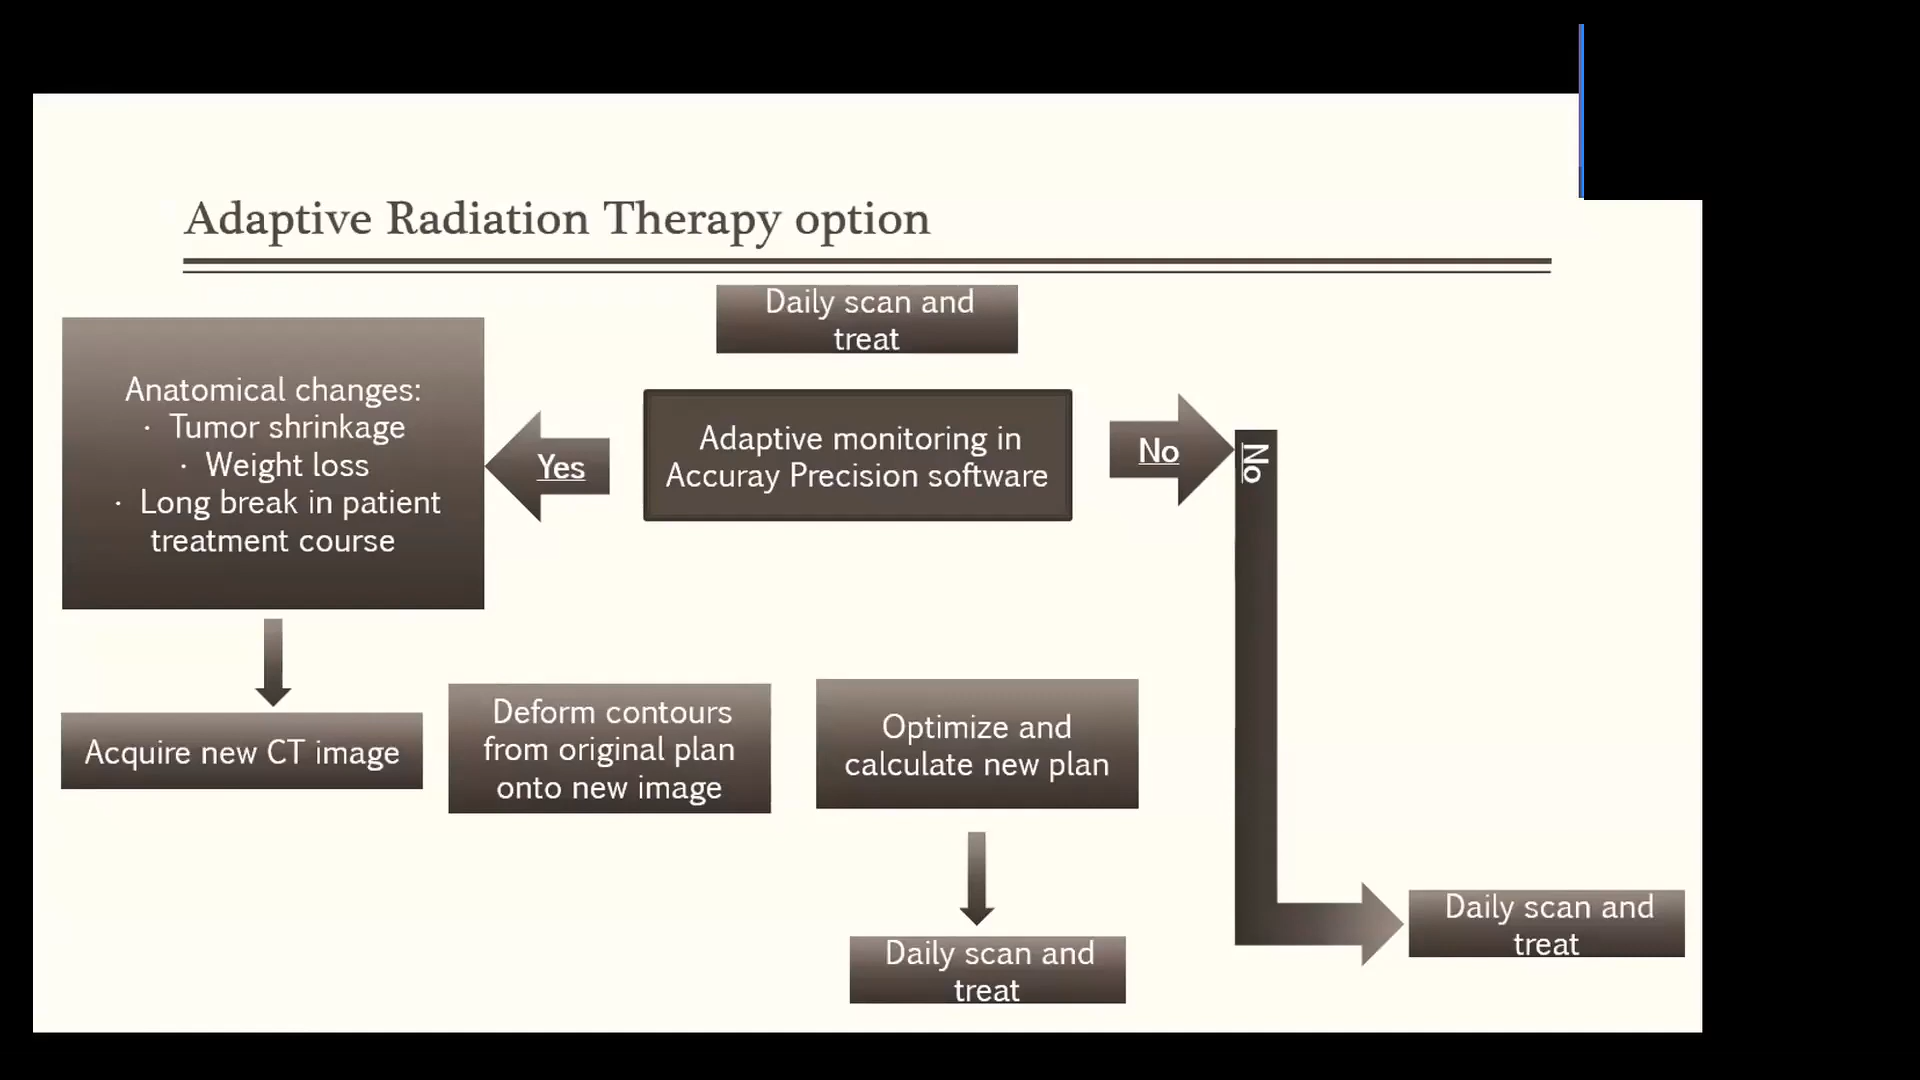 Adaptive Radiation Therapy option
Daily scan and
treat
Anatomical changes:
· Tumor shrinkage
· Weight loss
· Long break in patient
treatment course
Yes
Adaptive monitoring in
Accuray Precision software
No
No
Acquire new CT image
Deform contours
from original plan
onto new image
Optimize and
calculate new plan
Daily scan and
treat
Daily scan and
treat